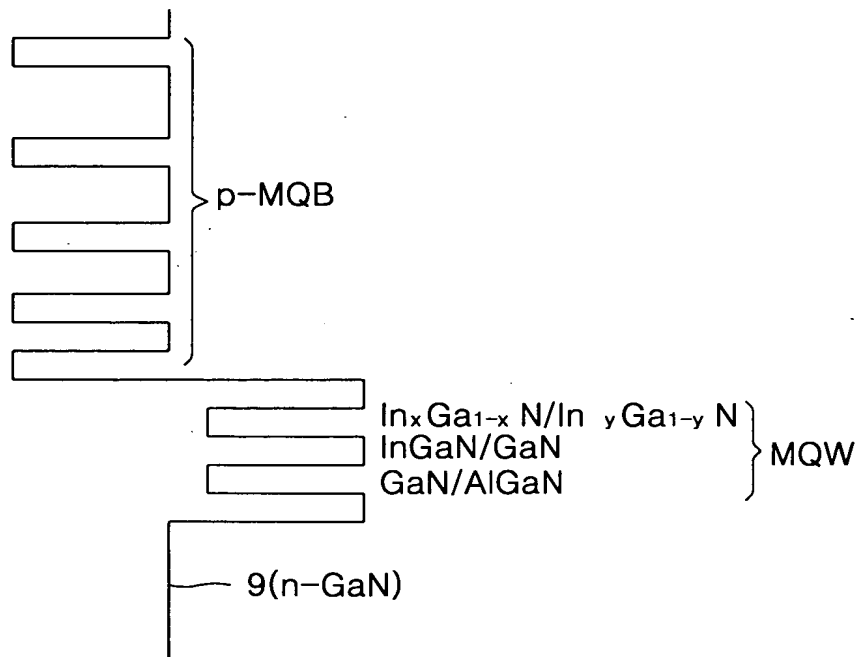 p-MQB
InxGa1-x N/In yGa1-y N
InGaN/GaN
GaN/AlGaN
MQW
9(n-GaN)